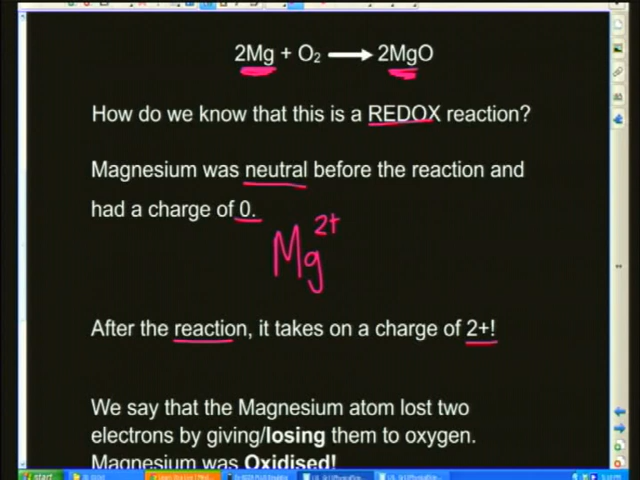 2Mg + O₂ → 2MgO
How do we know that this is a REDOX reaction?
Magnesium was neutral before the reaction and
had a charge of 0.
Mg²⁺
After the reaction, it takes on a charge of 2+!
We say that the Magnesium atom lost two
electrons by giving/losing them to oxygen.
Magnesium was Oxidised!
start